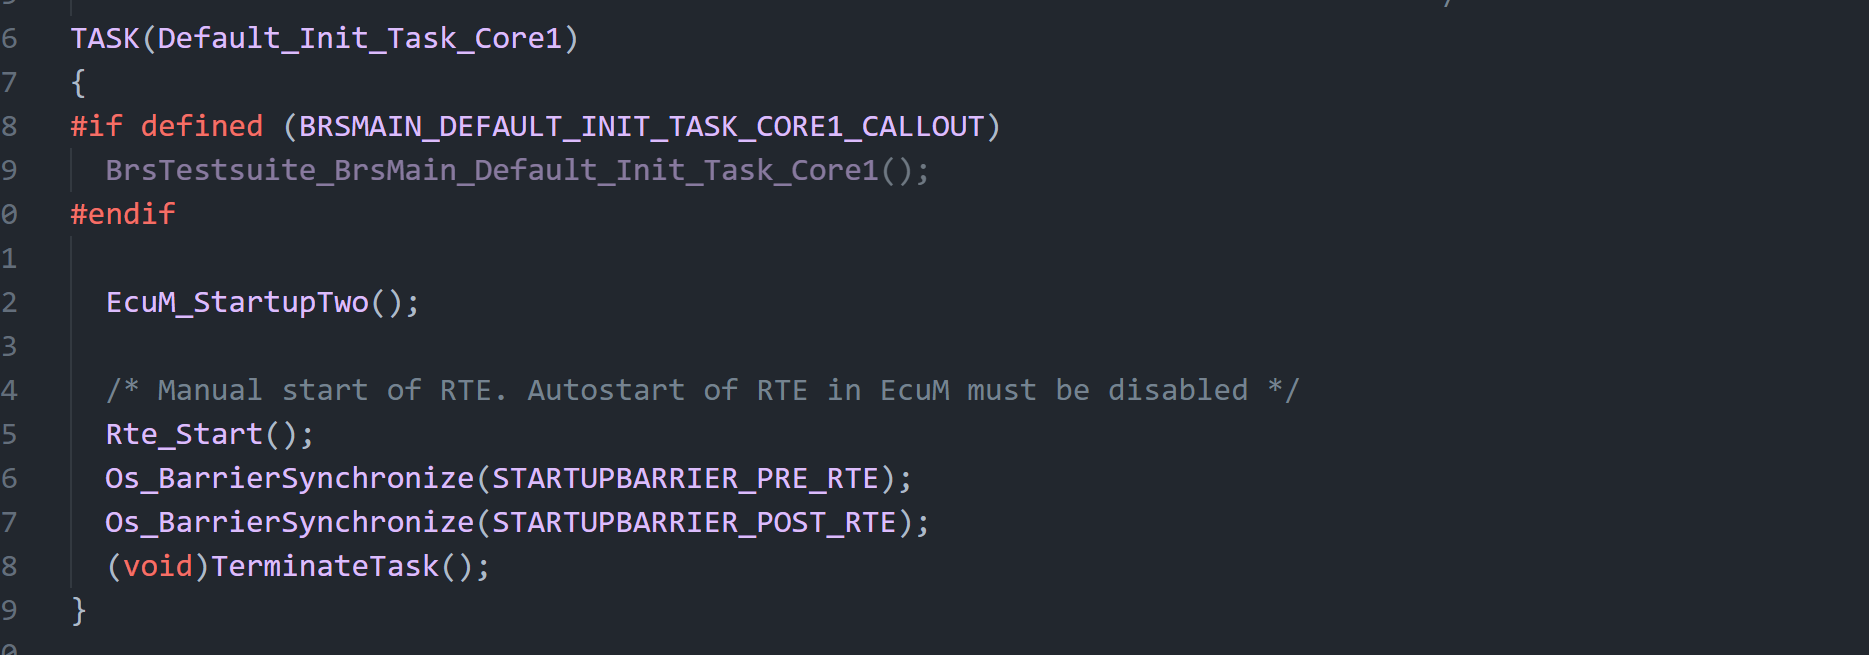 6 TASK(Default_Init_Task_Core1)
7 {
8 #if defined (BRSMAIN_DEFAULT_INIT_TASK_CORE1_CALLOUT)
9 BrsTestsuite_BrsMain_Default_Init_Task_Core1();
0 #endif
1
2 EcuM_StartupTwo();
3
4 /* Manual start of RTE. Autostart of RTE in EcuM must be disabled */
5 Rte_Start();
6 Os_BarrierSynchronize(STARTUPBARRIER_PRE_RTE);
7 Os_BarrierSynchronize(STARTUPBARRIER_POST_RTE);
8 (void)TerminateTask();
9 }